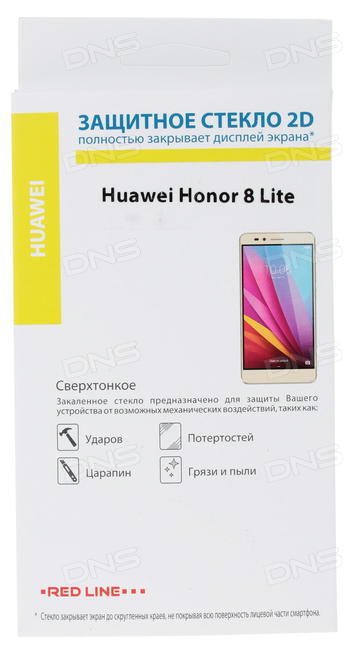 ЗАЩИТНОЕ СТЕКЛО 2D
полностью закрывает дисплей экрана*
HUAWEI
Huawei Honor 8 Lite
Сверхтонкое
Закаленное стекло предназначено для защиты Вашего
устройства от возможных механических воздействий, таких как:
Ударов
Потертостей
Царапин
Грязи и пыли
RED LINE
* Стекло закрывает экран до скругленных краев, не покрывая всю поверхность лицевой части смартфона.
DNS